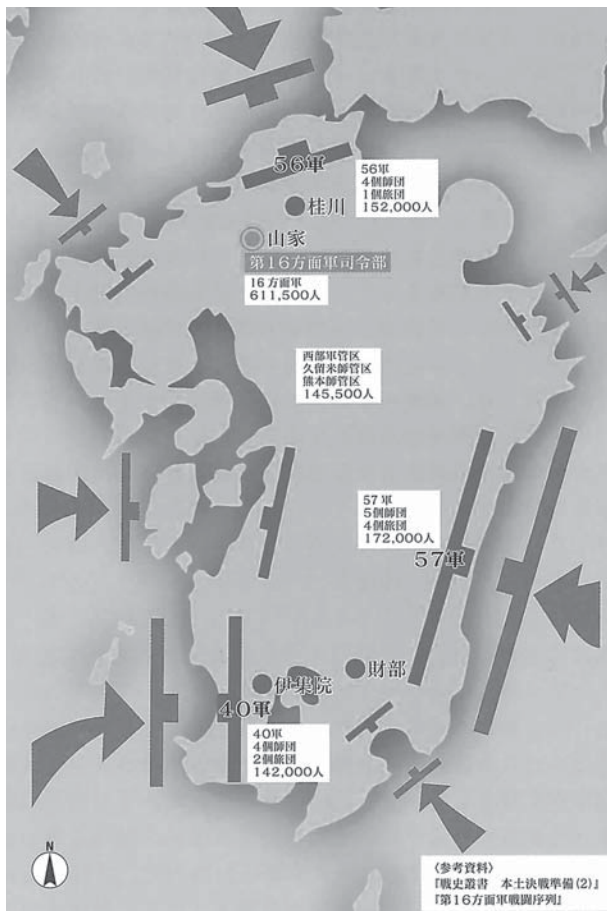 56軍
56軍
4個師団
1個旅団
152,000人
桂川
山家
第16方面軍司令部
16方面軍
611,500人
西部軍管区
久留米師管区
熊本師管区
145,500人
57軍
5個師団
4個旅団
172,000人
57軍
財部
伊集院
40軍
40軍
4個師団
2個旅団
142,000人
N
〈参考資料〉
『戦史叢書　本土決戦準備(2)』
『第16方面軍戦闘序列』